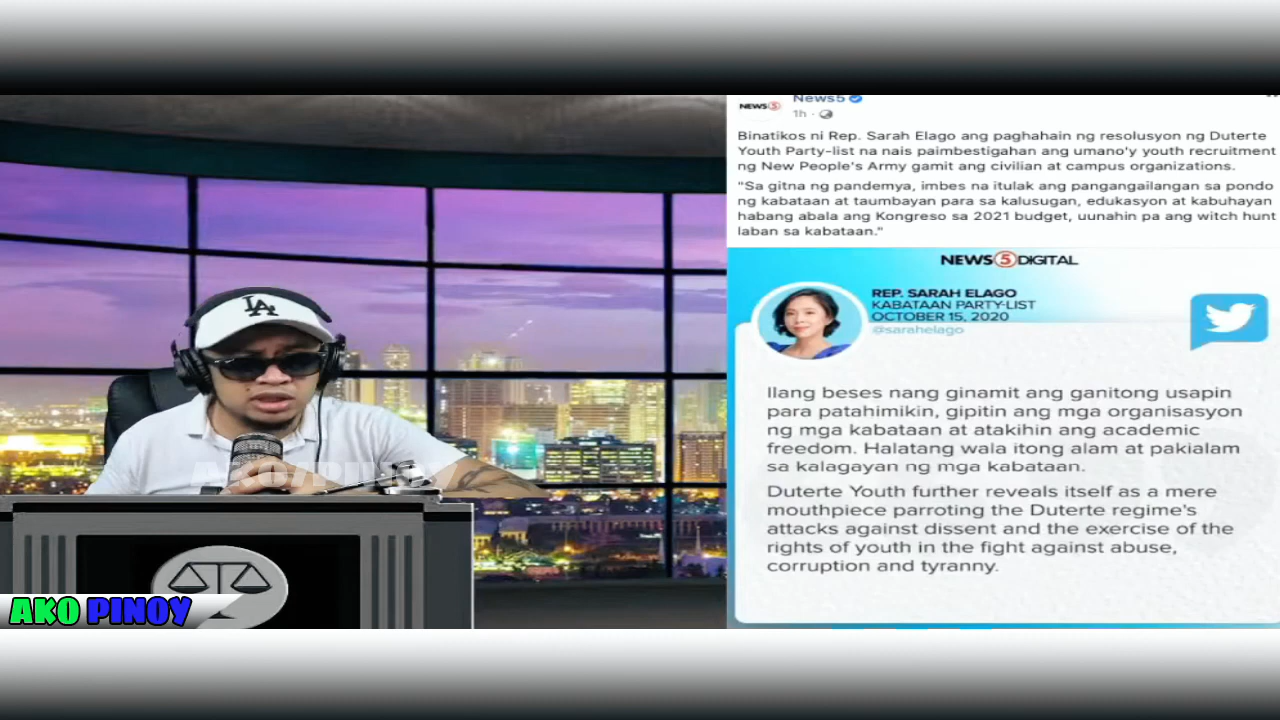 News5
NEWS5
1h
Binatikos ni Rep. Sarah Elago ang paghahain ng resolusyon ng Duterte
Youth Party-list na nais paimbestigahan ang umano'y youth recruitment
ng New People's Army gamit ang civilian at campus organizations.
"Sa gitna ng pandemya, imbes na itulak ang pangangailangan sa pondo
ng kabataan at taumbayan para sa kalusugan, edukasyon at kabuhayan
habang abala ang Kongreso sa 2021 budget, uunahin pa ang witch hunt
laban sa kabataan."
NEWS5DIGITAL
REP. SARAH ELAGO
KABATAAN PARTY-LIST
OCTOBER 15, 2020
@sarahelago
Ilang beses nang ginamit ang ganitong usapin
para patahimikin, gipitin ang mga organisasyon
ng mga kabataan at atakihin ang academic
freedom. Halatang wala itong alam at pakialam
sa kalagayan ng mga kabataan.
Duterte Youth further reveals itself as a mere
mouthpiece parroting the Duterte regime's
attacks against dissent and the exercise of the
rights of youth in the fight against abuse,
corruption and tyranny.
LA
AKO PINOY